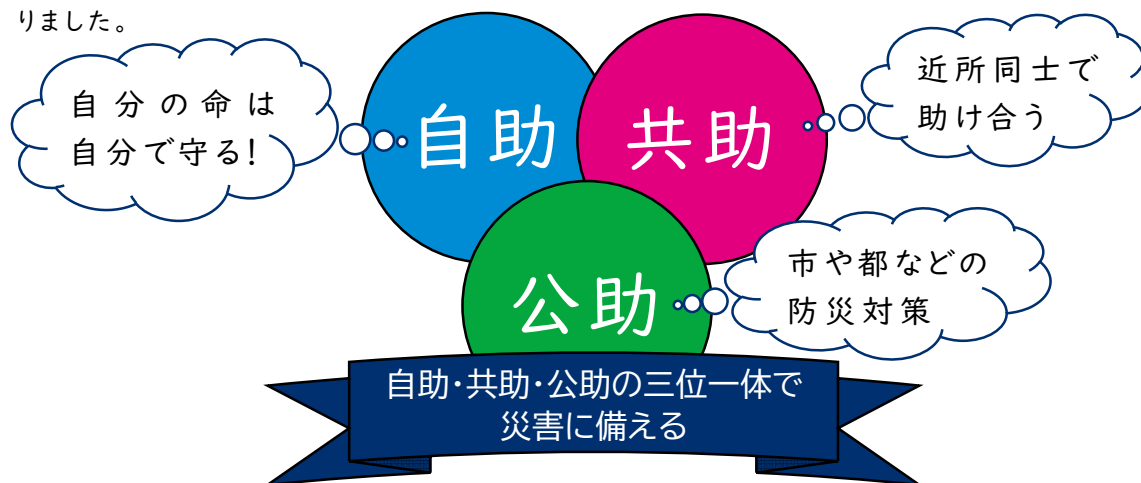 りました。
自分の命は
自分で守る!
自助
共助
近所同士で
助け合う
公助
市や都などの
防災対策
自助・共助・公助の三位一体で
災害に備える